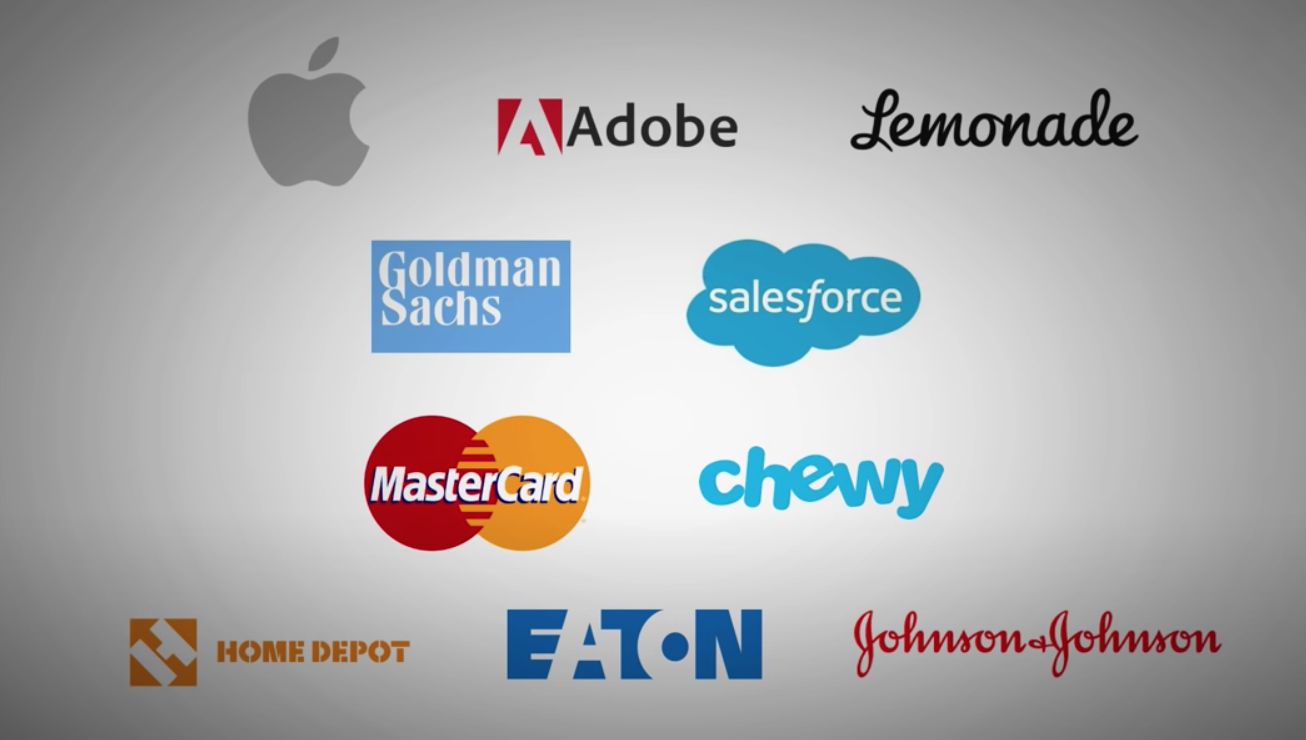 Adobe
Lemonade
Goldman
Sachs
salesforce
MasterCard
chewy
HOME DEPOT
EATON
Johnson&Johnson